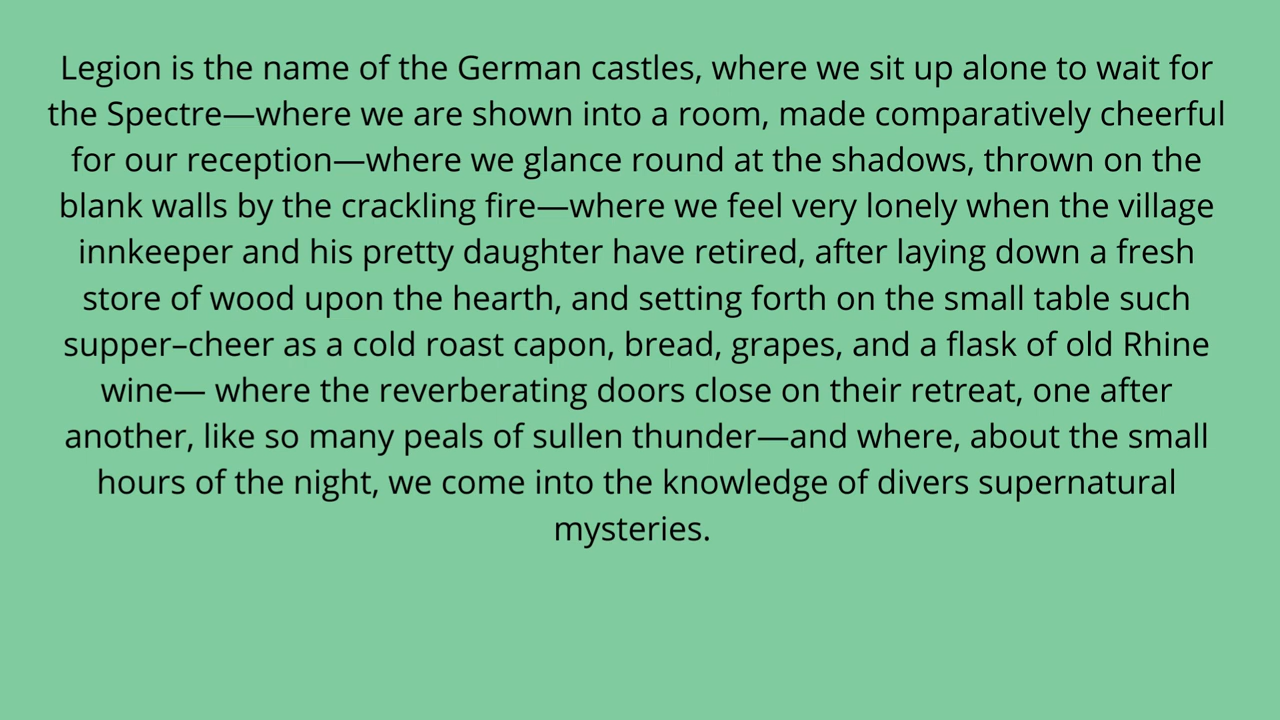 Legion is the name of the German castles, where we sit up alone to wait for
the Spectre—where we are shown into a room, made comparatively cheerful
for our reception—where we glance round at the shadows, thrown on the
blank walls by the crackling fire—where we feel very lonely when the village
innkeeper and his pretty daughter have retired, after laying down a fresh
store of wood upon the hearth, and setting forth on the small table such
supper–cheer as a cold roast capon, bread, grapes, and a flask of old Rhine
wine— where the reverberating doors close on their retreat, one after
another, like so many peals of sullen thunder—and where, about the small
hours of the night, we come into the knowledge of divers supernatural
mysteries.